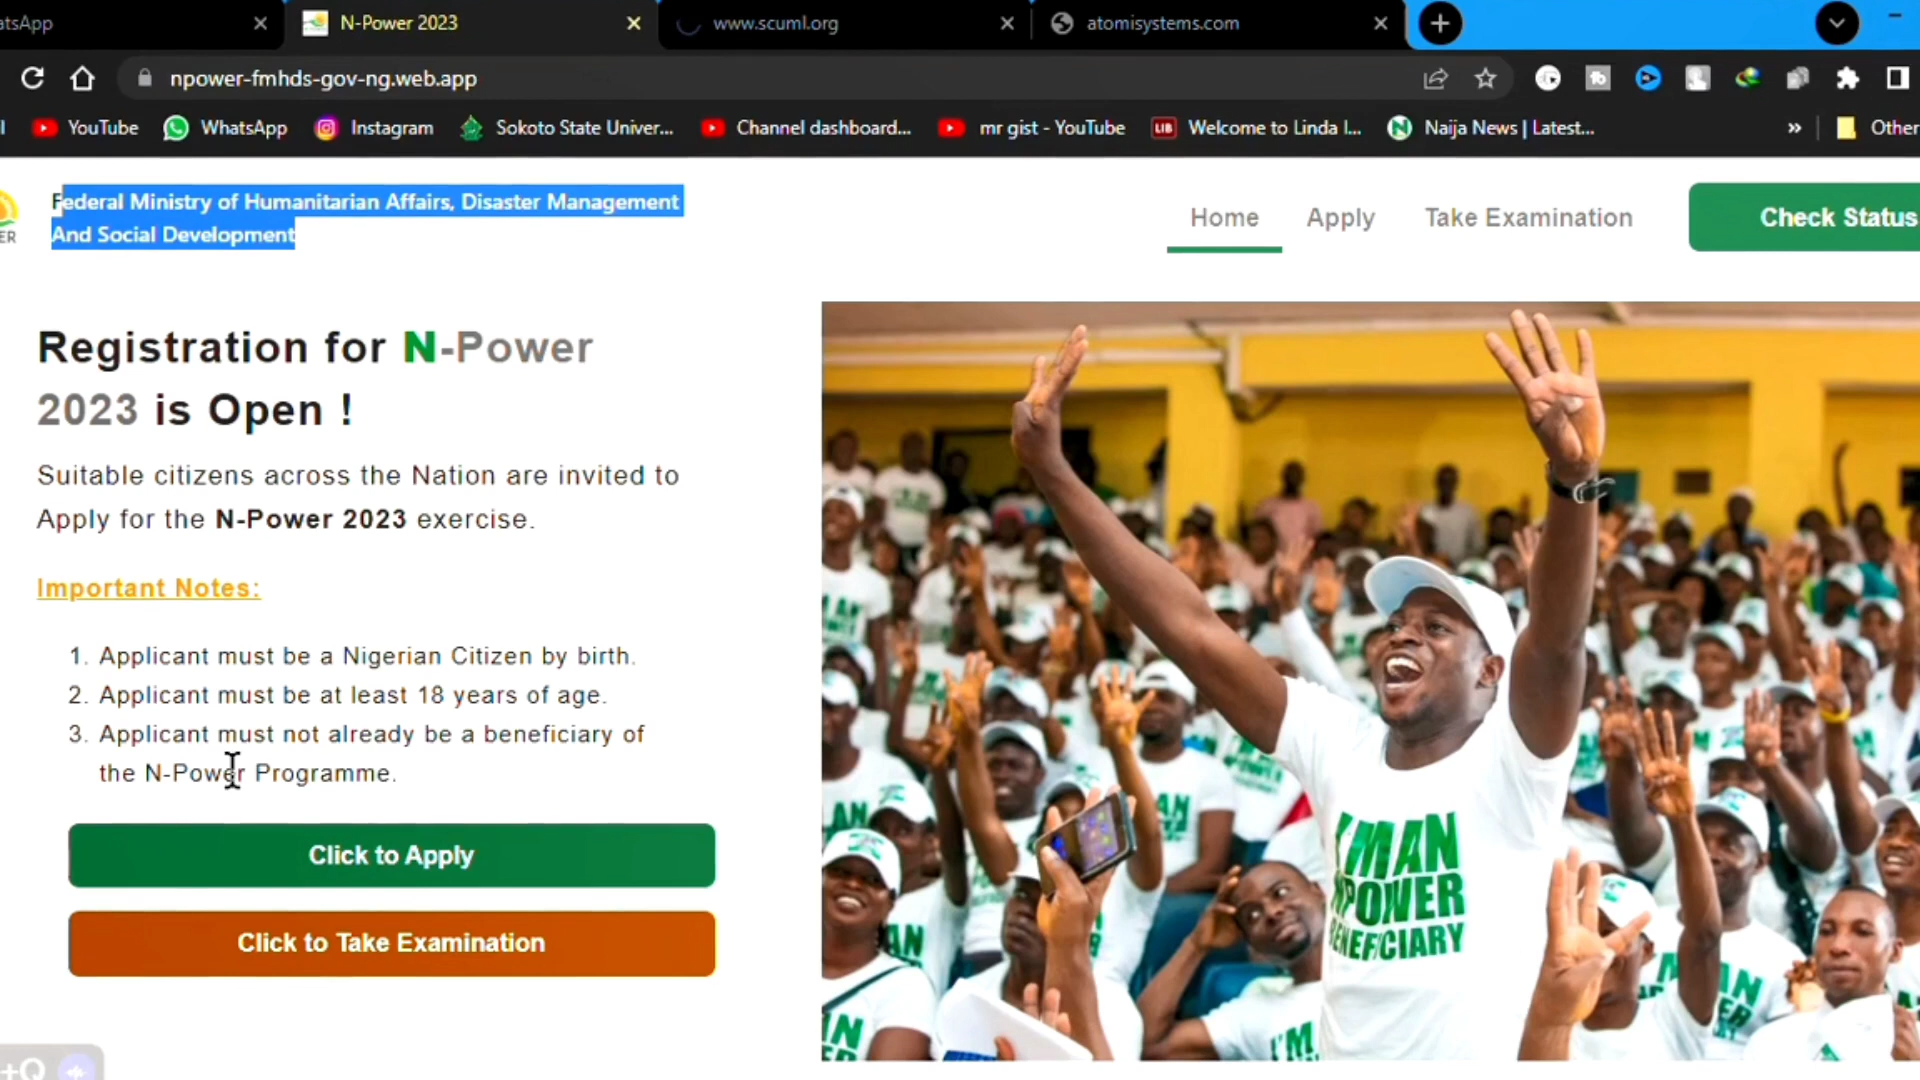 atsApp
N-Power 2023
www.scuml.org
atomisystems.com
npower-fmhds-gov-ng.web.app
YouTube
WhatsApp
Instagram
Sokoto State Univer...
Channel dashboard...
mr gist - YouTube
LIB
Welcome to Linda I...
N
Naija News | Latest...
»
Other
ER
Federal Ministry of Humanitarian Affairs, Disaster Management
And Social Development
Home
Apply
Take Examination
Check Status
Registration for N-Power
2023 is Open !
Suitable citizens across the Nation are invited to
Apply for the N-Power 2023 exercise.
Important Notes:
1. Applicant must be a Nigerian Citizen by birth.
2. Applicant must be at least 18 years of age.
3. Applicant must not already be a beneficiary of
the N-Power Programme.
Click to Apply
Click to Take Examination
I'M AN
NPOWER
BENEFICIARY
+Q